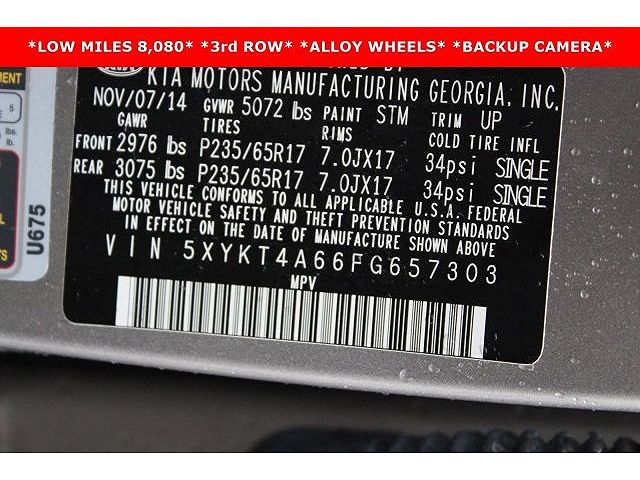 *LOW MILES 8,080* *3rd ROW* *ALLOY WHEELS* *BACKUP CAMERA*
KIA MOTORS MANUFACTURING GEORGIA, INC.
NOV/07/14 GVWR 5072 lbs PAINT STM TRIM UP
GAWR TIRES RIMS COLD TIRE INFL
FRONT 2976 lbs P235/65R17 7.0JX17 34psi SINGLE
REAR 3075 lbs P235/65R17 7.0JX17 34psi SINGLE
THIS VEHICLE CONFORMS TO ALL APPLICABLE U.S.A. FEDERAL
MOTOR VEHICLE SAFETY AND THEFT PREVENTION STANDARDS
IN EFFECT ON THE DATE OF MANUFACTURE SHOWN ABOVE.
VIN 5XYKT4A66FG657303
MPV
5
lbs.
U675